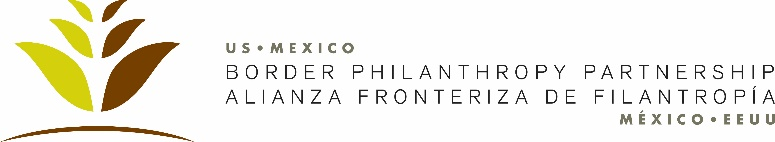 US • MEXICO
BORDER PHILANTHROPY PARTNERSHIP
ALIANZA FRONTERIZA DE FILANTROPÍA
MÉXICO • EEUU